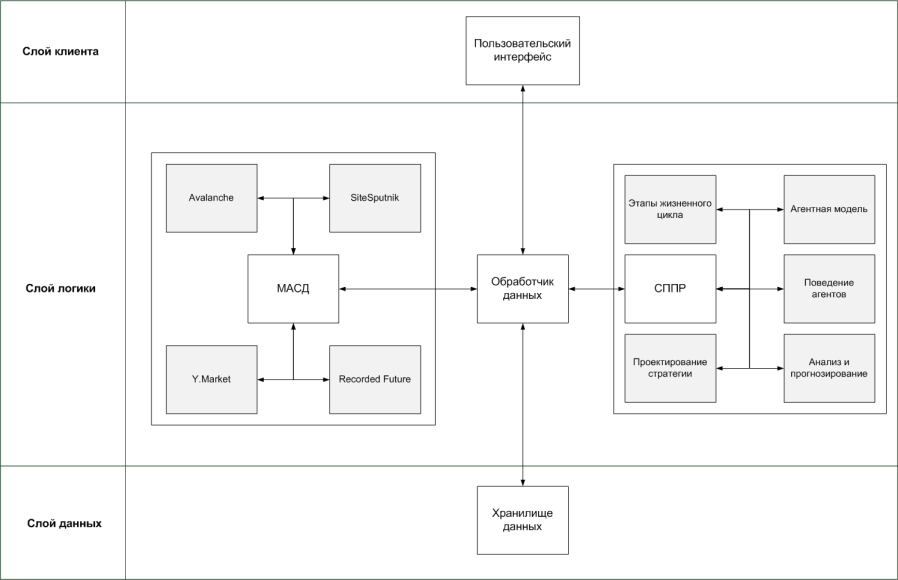 Слой клиента
Пользовательский
интерфейс
Слой логики
Avalanche
SiteSputnik
МАСД
Y.Market
Recorded Future
Обработчик
данных
Этапы жизненного
цикла
Агентная модель
СППР
Поведение
агентов
Проектирование
стратегии
Анализ и
прогнозирование
Слой данных
Хранилище
данных